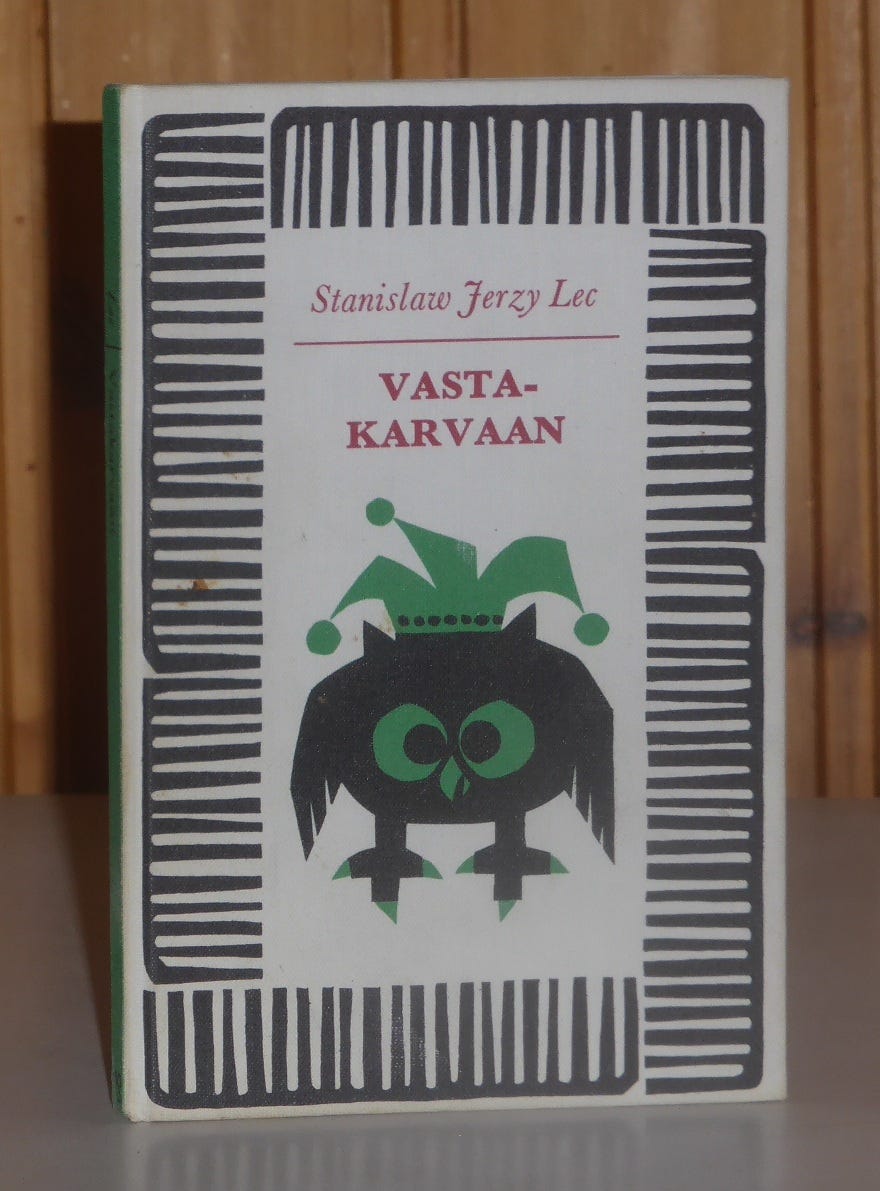 Stanislaw Jerzy Lec
VASTA-
KARVAAN